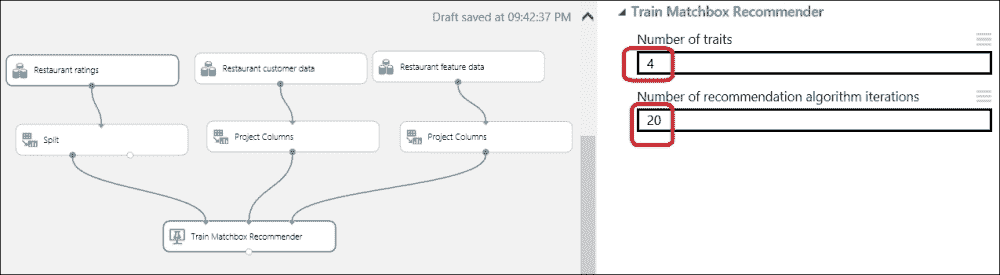 Draft saved at 09:42:37 PM
Restaurant ratings
Restaurant customer data
Restaurant feature data
Split
Project Columns
Project Columns
Train Matchbox Recommender
Train Matchbox Recommender
Number of traits
4
Number of recommendation algorithm iterations
20